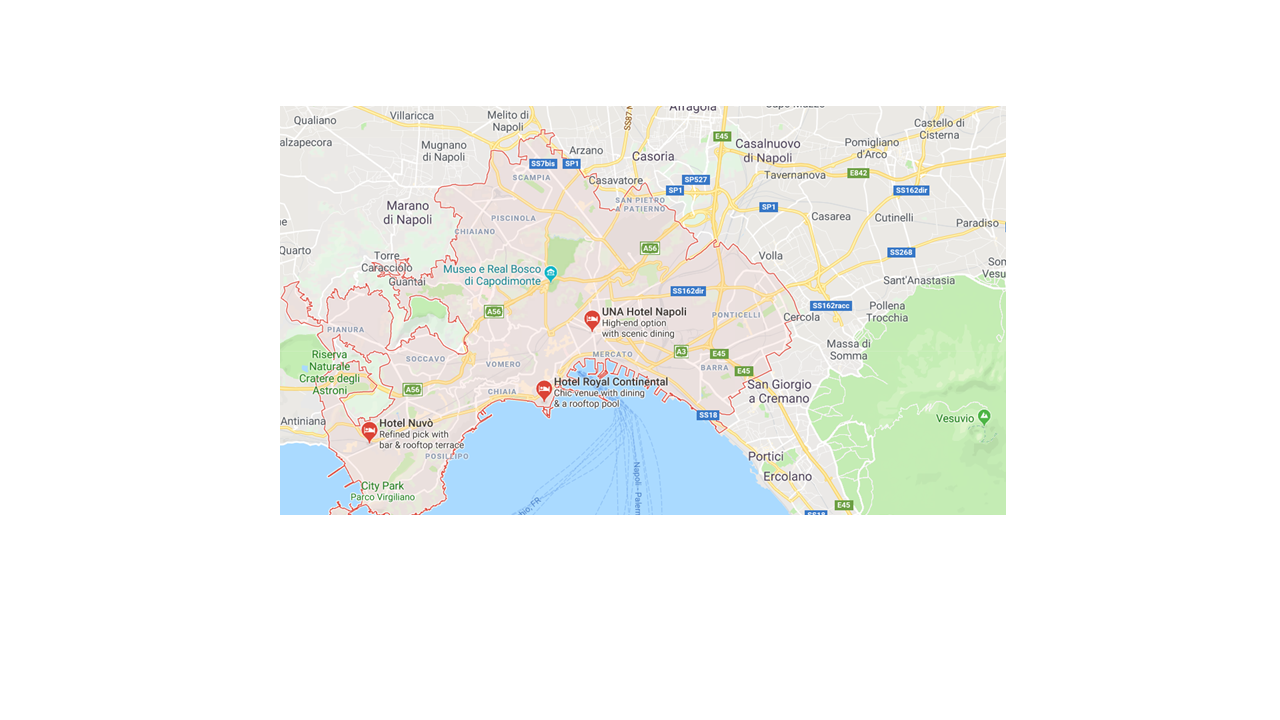 Afragola
Villaricca
Melito di
Napoli
Qualiano
SS87
E45
Castello di
Cisterna
alzapecora
Mugnano
di Napoli
Arzano
Casoria
Casalnuovo
di Napoli
Pomigliano
d'Arco
SS7bis
SP1
SCAMPIA
Casavatore
SP527
SP1
Tavernanova
E842
SS162dir
SAN PIETRO
A PATIERNO
SP1
Marano
di Napoli
PISCINOLA
Casarea
Cutinelli
Paradiso
CHIAIANO
Quarto
A56
Torre
Caracciolo
Volla
SS268
Museo e Real Bosco
di Capodimonte
Guantai
Sant'Anastasia
SS162dir
A56
UNA Hotel Napoli
High-end option
with scenic dining
PONTICELLI
SS162racc
Cercola
Pollena
Trocchia
PIANURA
Riserva
Naturale
Cratere degli
Astroni
SOCCAVO
VOMERO
MERCATO
A3
E45
BARRA
E45
Massa di
Somma
A56
CHIAIA
Hotel Royal Continental
Chic venue with dining
& a rooftop pool
San Giorgio
a Cremano
SS18
Antiniana
Hotel Nuvò
Refined pick with
bar & rooftop terrace
POSILLIPO
Vesuvio
Portici
Ercolano
City Park
Parco Virgiliano
Napoli - Palerm
E45
SS18